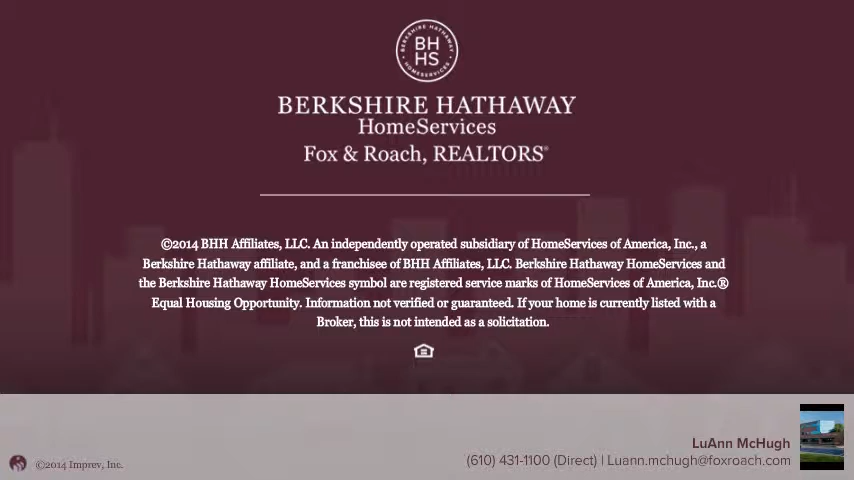 BERKSHIRE HATHAWAY
HOMESERVICES
BH
HS
BERKSHIRE HATHAWAY
HomeServices
Fox & Roach, REALTORS®
©2014 BHH Affiliates, LLC. An independently operated subsidiary of HomeServices of America, Inc., a
Berkshire Hathaway affiliate, and a franchisee of BHH Affiliates, LLC. Berkshire Hathaway HomeServices and
the Berkshire Hathaway HomeServices symbol are registered service marks of HomeServices of America, Inc.®
Equal Housing Opportunity. Information not verified or guaranteed. If your home is currently listed with a
Broker, this is not intended as a solicitation.
LuAnn McHugh
(610) 431-1100 (Direct) | Luann.mchugh@foxroach.com
©2014 Imprev, Inc.